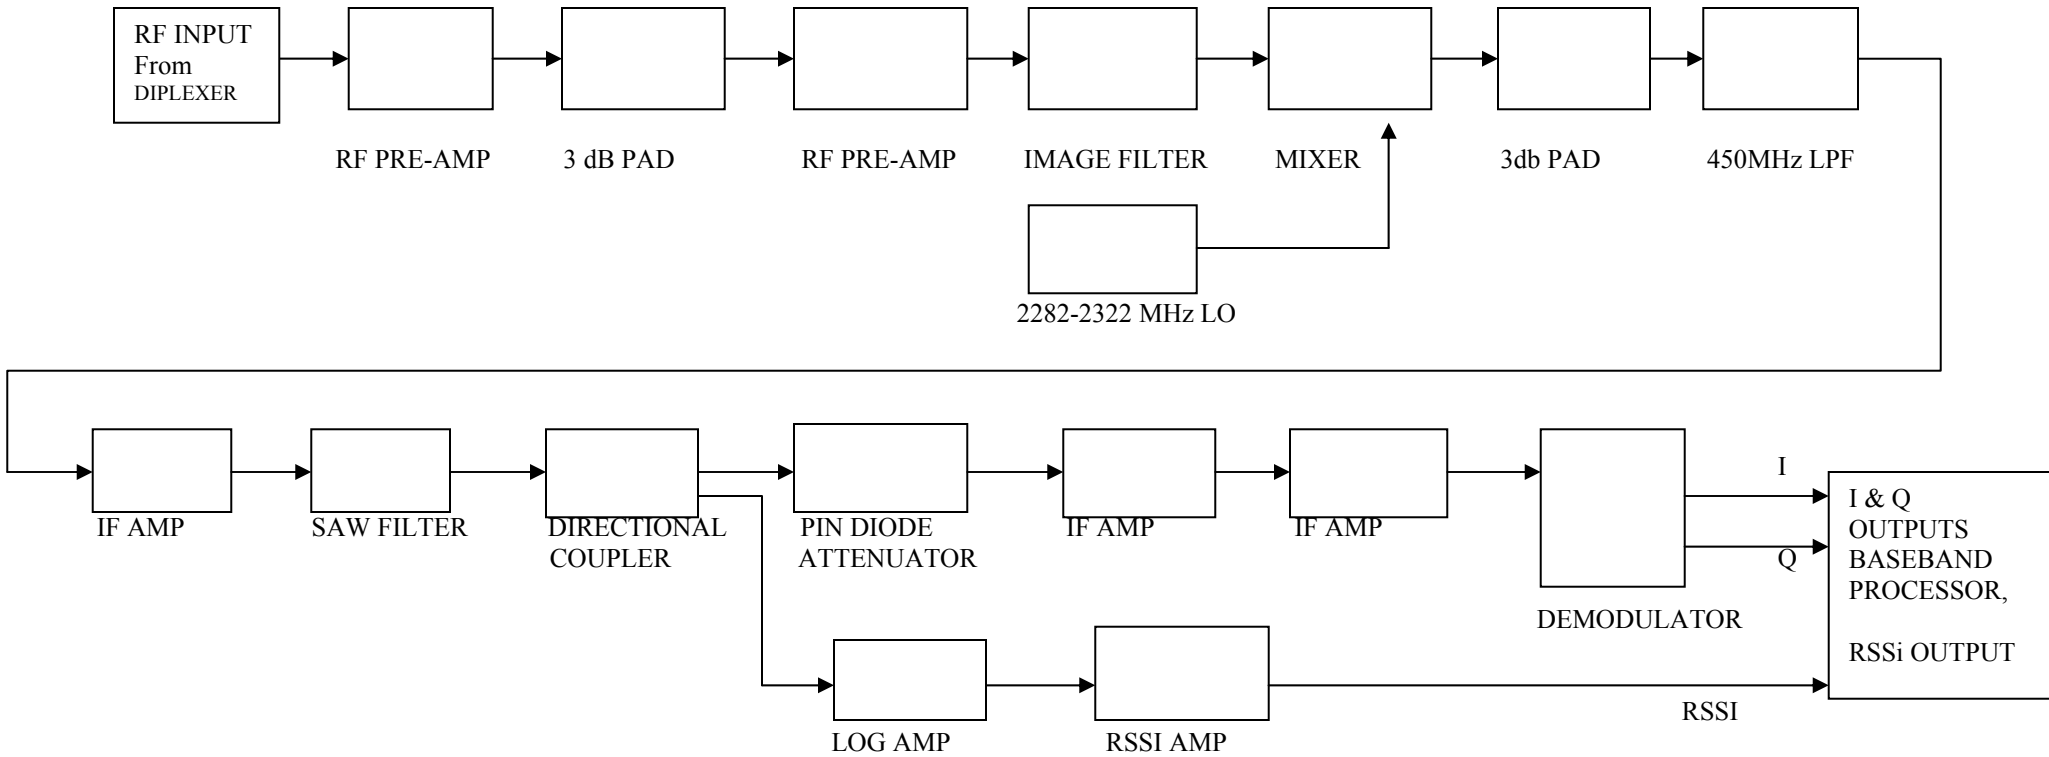 RF INPUT
From
DIPLEXER
RF PRE-AMP
3 dB PAD
RF PRE-AMP
IMAGE FILTER
MIXER
3db PAD
450MHz LPF
2282-2322 MHz LO
IF AMP
SAW FILTER
DIRECTIONAL
COUPLER
PIN DIODE
ATTENUATOR
IF AMP
IF AMP
DEMODULATOR
I
Q
I & Q
OUTPUTS
BASEBAND
PROCESSOR,
RSSi OUTPUT
LOG AMP
RSSI AMP
RSSI